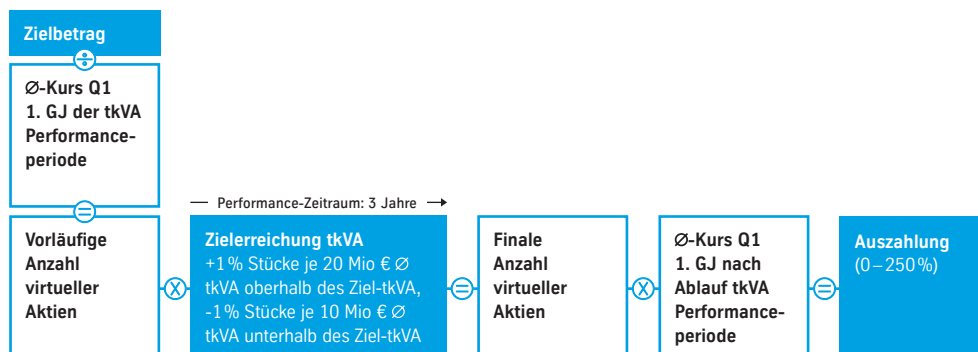 Zielbetrag
÷
Ø-Kurs Q1
1. GJ der tkVA
Performance-
periode
=
Vorläufige
Anzahl
virtueller
Aktien
X
— Performance-Zeitraum: 3 Jahre →
Zielerreichung tkVA
+1 % Stücke je 20 Mio € Ø
tkVA oberhalb des Ziel-tkVA,
-1 % Stücke je 10 Mio € Ø
tkVA unterhalb des Ziel-tkVA
=
Finale
Anzahl
virtueller
Aktien
X
Ø-Kurs Q1
1. GJ nach
Ablauf tkVA
Performance-
periode
=
Auszahlung
(0 – 250 %)